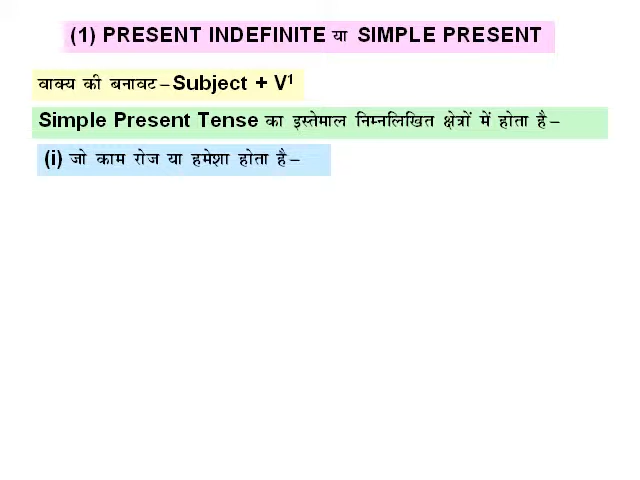 (1) PRESENT INDEFINITE या SIMPLE PRESENT
वाक्य की बनावट – Subject + V¹
Simple Present Tense का इस्तेमाल निम्नलिखित क्षेत्रों में होता है –
(i) जो काम रोज या हमेशा होता है –